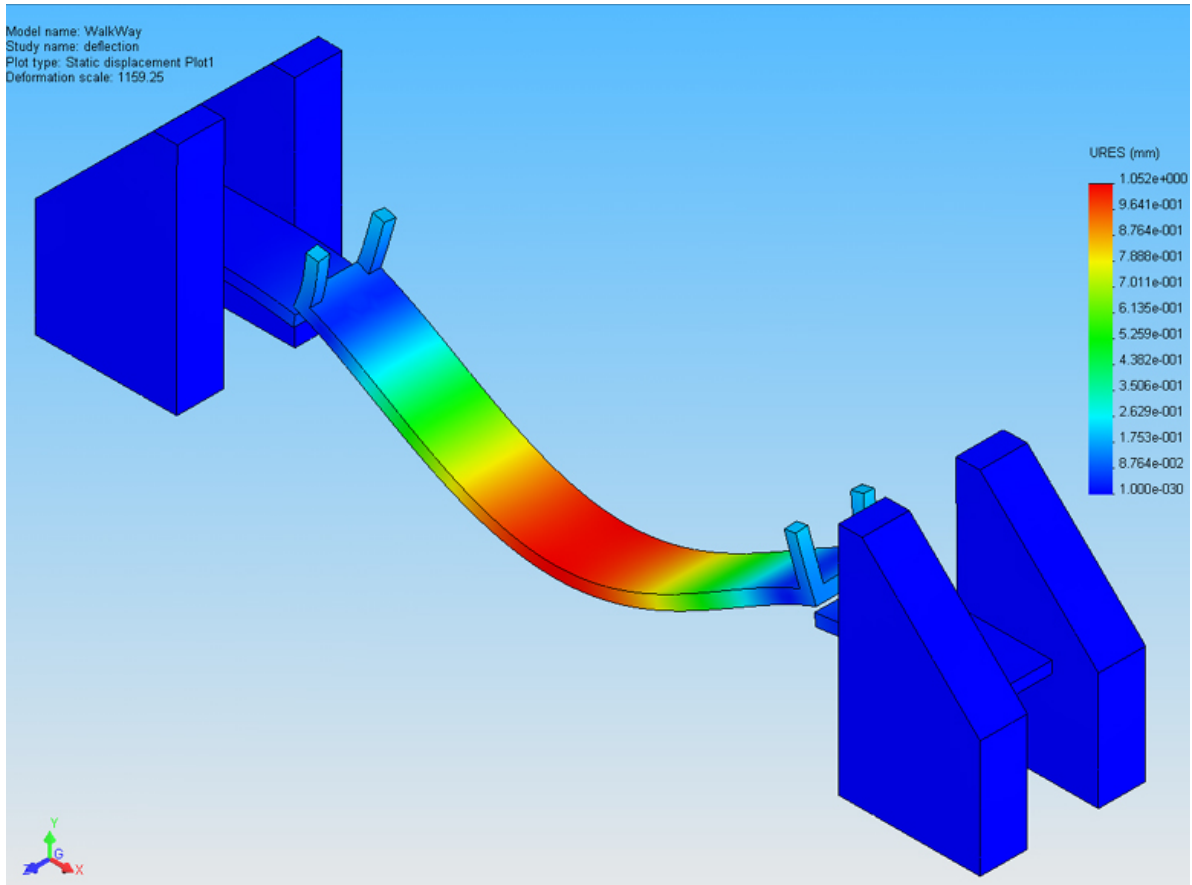 Model name: WalkWay
Study name: deflection
Plot type: Static displacement Plot1
Deformation scale: 1159.25
URES (mm)
1.052e+000
9.641e-001
8.764e-001
7.888e-001
7.011e-001
6.135e-001
5.259e-001
4.382e-001
3.506e-001
2.629e-001
1.753e-001
8.764e-002
1.000e-030
Y
G
Z
X